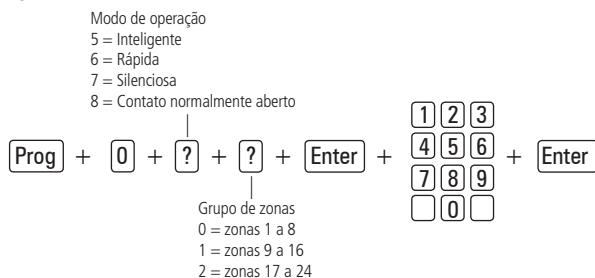 Modo de operação
5 = Inteligente
6 = Rápida
7 = Silenciosa
8 = Contato normalmente aberto
Prog + 0 + ? + ? + Enter + 1 2 3 4 5 6 7 8 9 0 + Enter
Grupo de zonas
0 = zonas 1 a 8
1 = zonas 9 a 16
2 = zonas 17 a 24